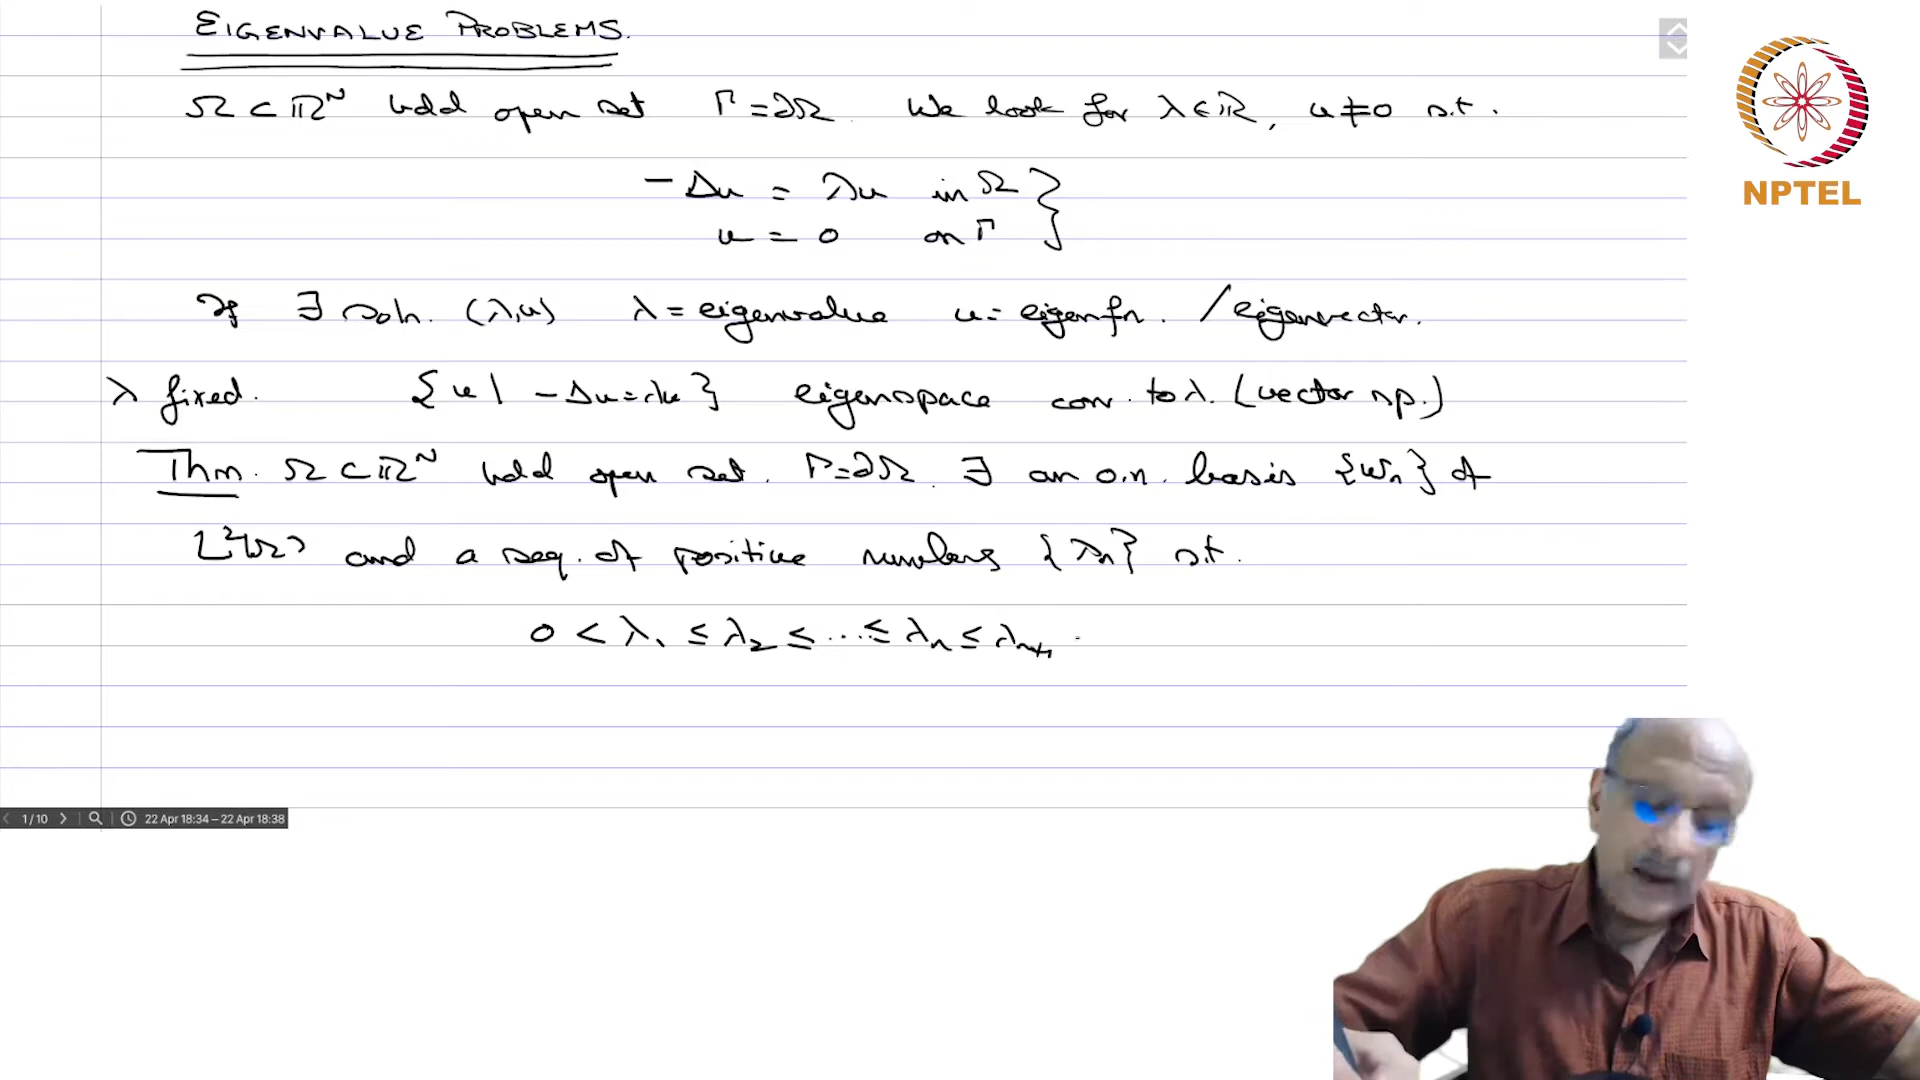 EIGENVALUE PROBLEMS.
Ω ⊂ ℝᴺ bdd open set Γ = ∂Ω. We look for λ ∈ ℝ, u ≠ 0 s.t.
-Δu = λu in Ω }
u = 0 on Γ
If ∃ soln. (λ,u) λ = eigenvalue u = eigenfn. / eigenvector.
λ fixed. {u | -Δu = λu} eigenspace corr. to λ. (vector sp.)
Thm. Ω ⊂ ℝᴺ bdd open set. Γ = ∂Ω. ∃ an o.n. basis {wₙ} of
L²(Ω) and a seq. of positive numbers {λₙ} s.t.
0 < λ₁ ≤ λ₂ ≤ ... ≤ λₙ ≤ λₙ₊₁
NPTEL
1/10 22 Apr 18:34 – 22 Apr 18:38